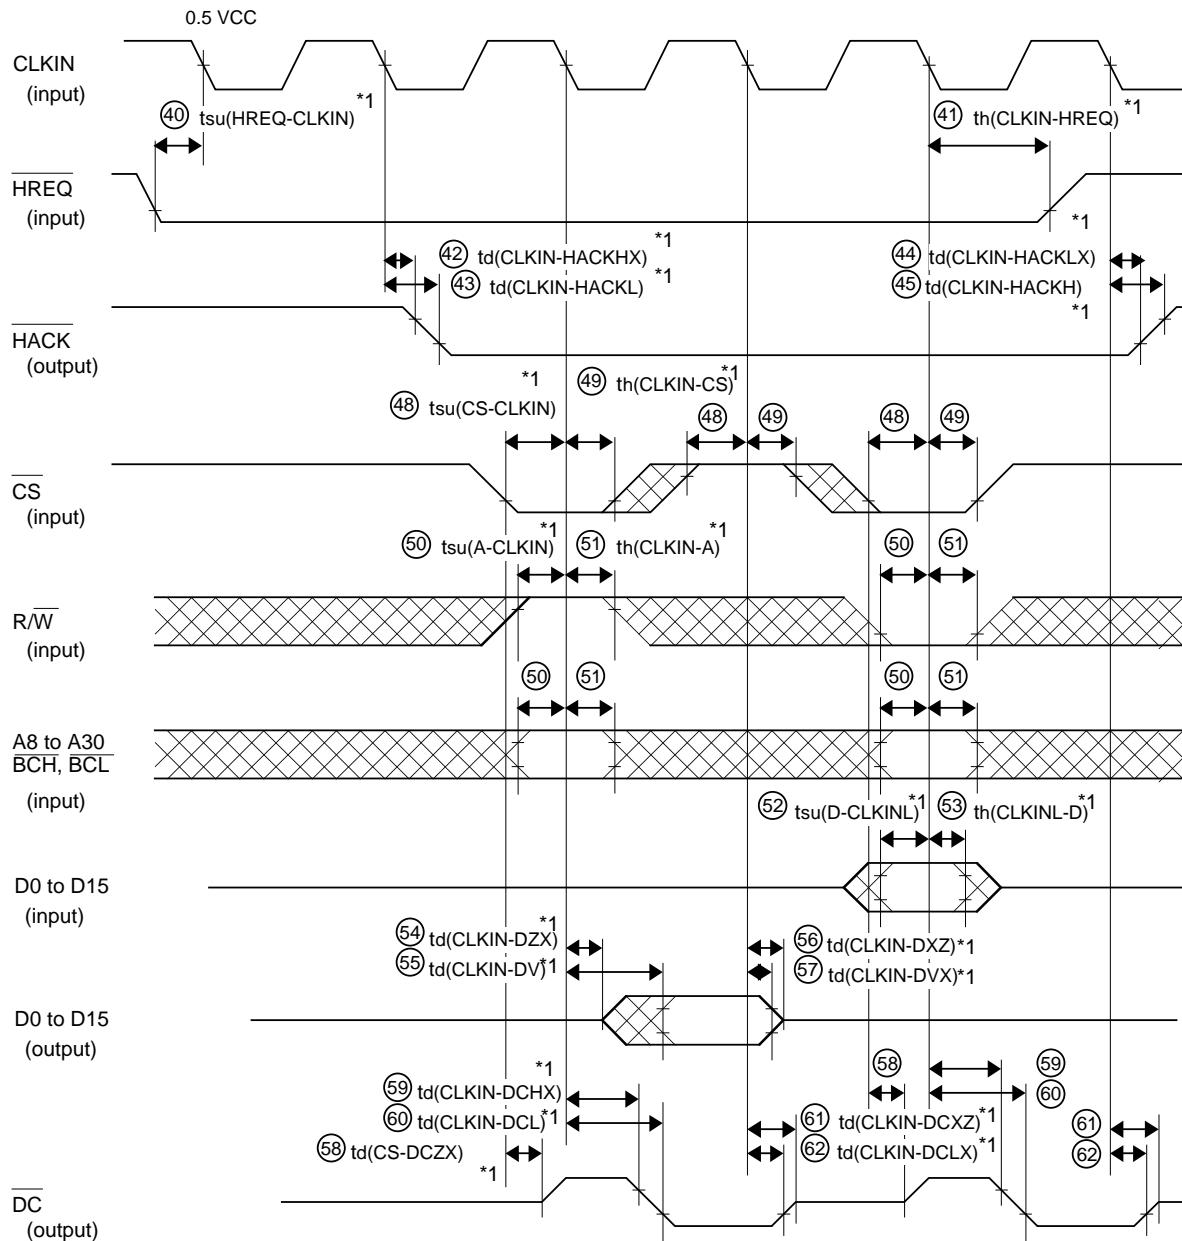 0.5 VCC
CLKIN
(input)
40 tsu(HREQ-CLKIN) *1
41 th(CLKIN-HREQ) *1
HREQ
(input)
*1
42 td(CLKIN-HACKHX) *1
44 td(CLKIN-HACKLX)
43 td(CLKIN-HACKL) *1
45 td(CLKIN-HACKH)
*1
HACK
(output)
*1
49 th(CLKIN-CS) *1
48 tsu(CS-CLKIN)
48 49 48 49
CS
(input)
50 tsu(A-CLKIN) *1
51 th(CLKIN-A) *1
50 51
R/W
(input)
50 51 50 51
A8 to A30
BCH, BCL
(input)
52 tsu(D-CLKINL) *1
53 th(CLKINL-D) *1
D0 to D15
(input)
54 td(CLKIN-DZX) *1
56 td(CLKIN-DXZ) *1
55 td(CLKIN-DV) *1
57 td(CLKIN-DVX) *1
D0 to D15
(output)
*1
58 59
59 td(CLKIN-DCHX)
60
60 td(CLKIN-DCL) *1
61 td(CLKIN-DCXZ) *1
61
58 td(CS-DCZX)
62 td(CLKIN-DCLX) *1
62
*1
DC
(output)